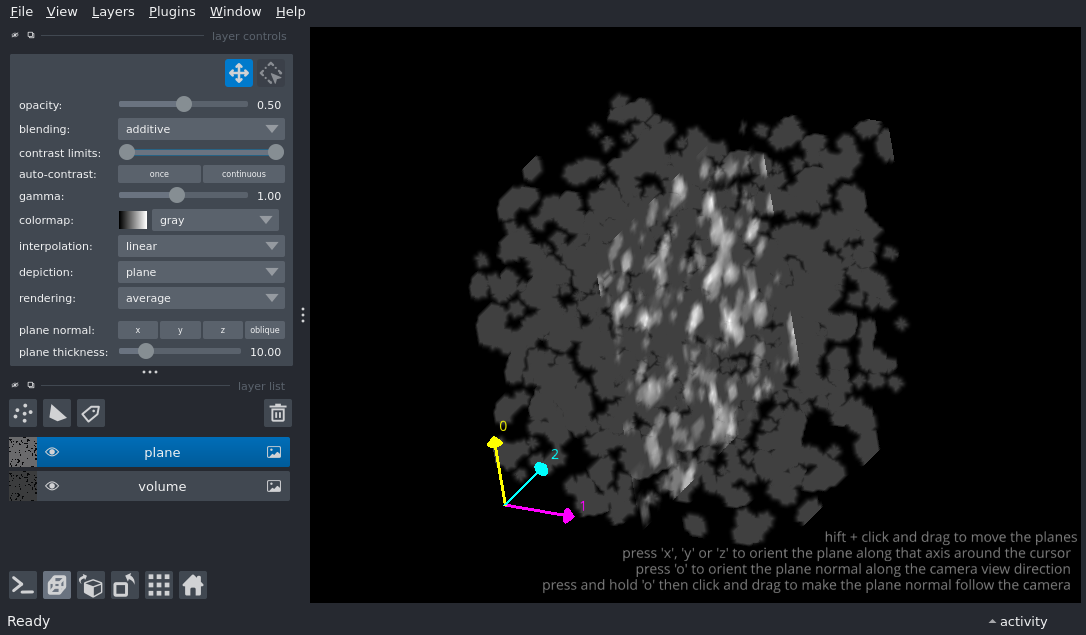 File View Layers Plugins Window Help
layer controls
opacity: 0.50
blending: additive
contrast limits:
auto-contrast: once continuous
gamma: 1.00
colormap: gray
interpolation: linear
depiction: plane
rendering: average
plane normal: x y z oblique
plane thickness: 10.00
layer list
plane
volume
0
2
1
hift + click and drag to move the planes
press 'x', 'y' or 'z' to orient the plane along that axis around the cursor
press 'o' to orient the plane normal along the camera view direction
press and hold 'o' then click and drag to make the plane normal follow the camera
Ready
activity